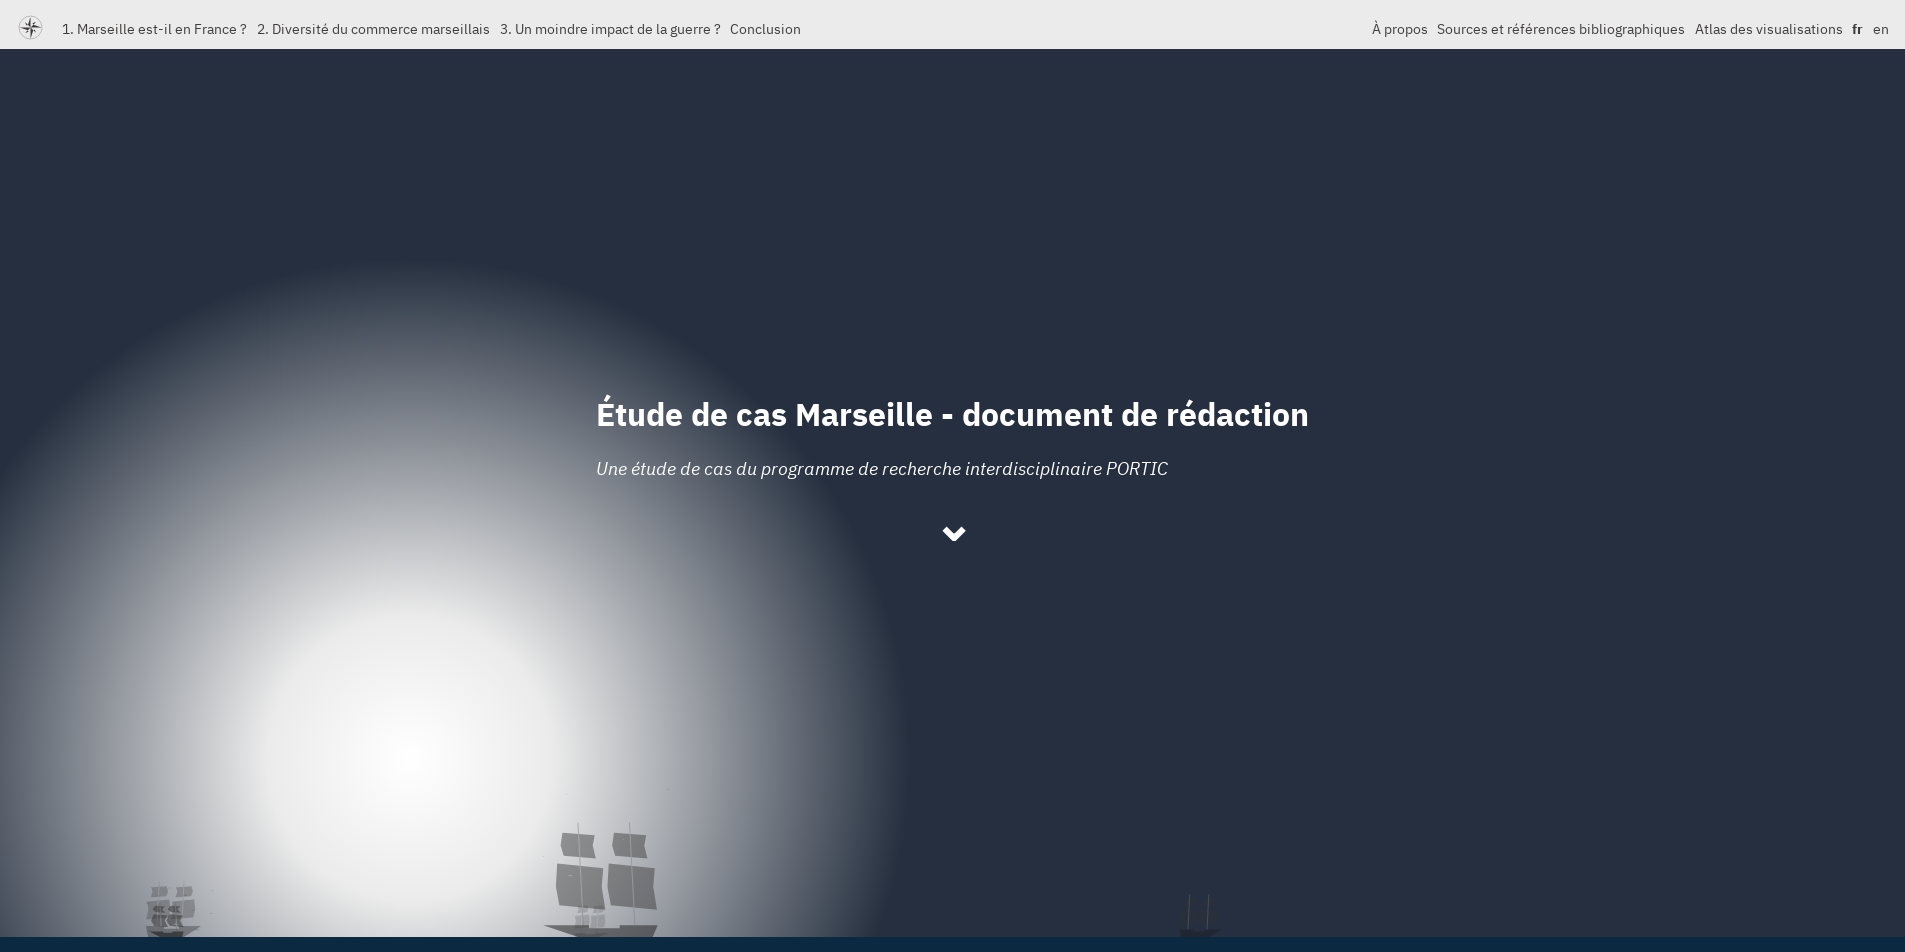 1. Marseille est-il en France ? 2. Diversité du commerce marseillais 3. Un moindre impact de la guerre ? Conclusion À propos Sources et références bibliographiques Atlas des visualisations fr en
Étude de cas Marseille - document de rédaction
Une étude de cas du programme de recherche interdisciplinaire PORTIC